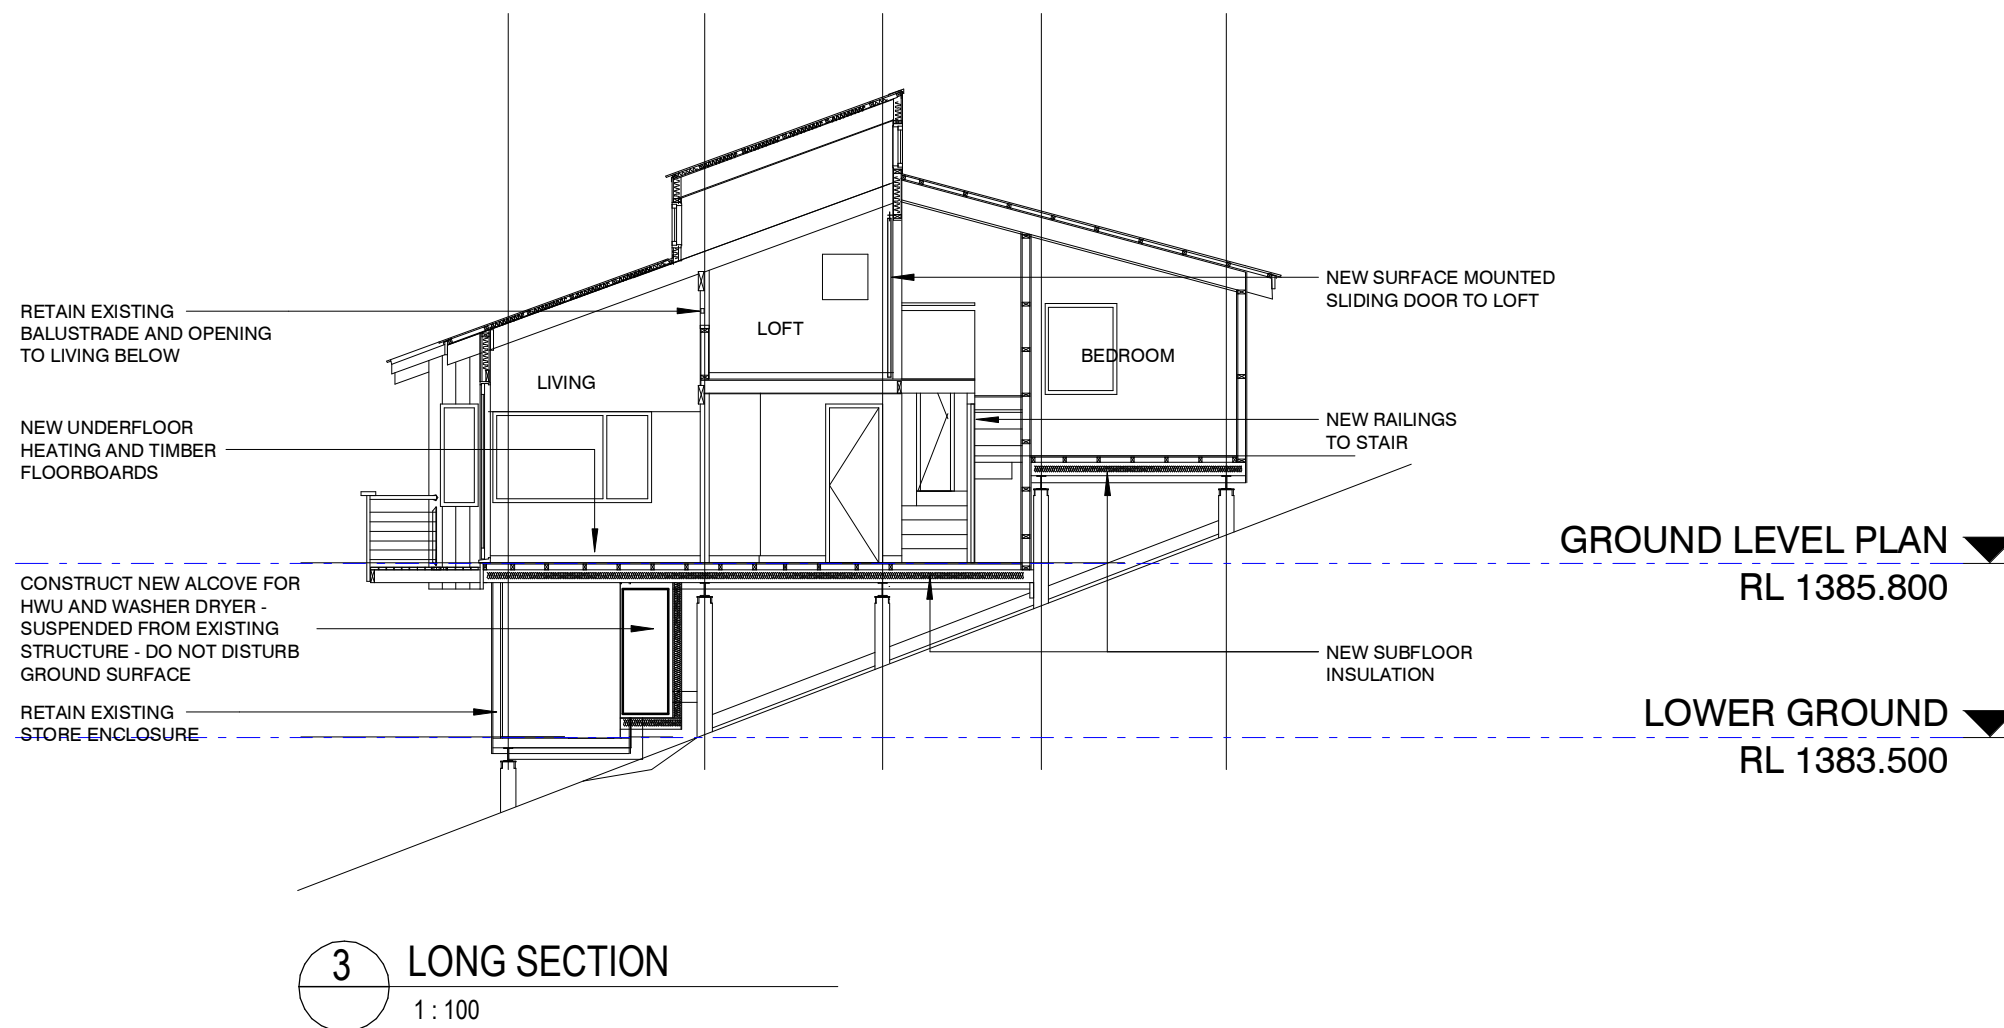 RETAIN EXISTING
BALUSTRADE AND OPENING
TO LIVING BELOW
NEW UNDERFLOOR
HEATING AND TIMBER
FLOORBOARDS
CONSTRUCT NEW ALCOVE FOR
HWU AND WASHER DRYER -
SUSPENDED FROM EXISTING
STRUCTURE - DO NOT DISTURB
GROUND SURFACE
RETAIN EXISTING
STORE ENCLOSURE
LIVING
LOFT
BEDROOM
NEW SURFACE MOUNTED
SLIDING DOOR TO LOFT
NEW RAILINGS
TO STAIR
NEW SUBFLOOR
INSULATION
GROUND LEVEL PLAN
RL 1385.800
LOWER GROUND
RL 1383.500
3 LONG SECTION
1 : 100